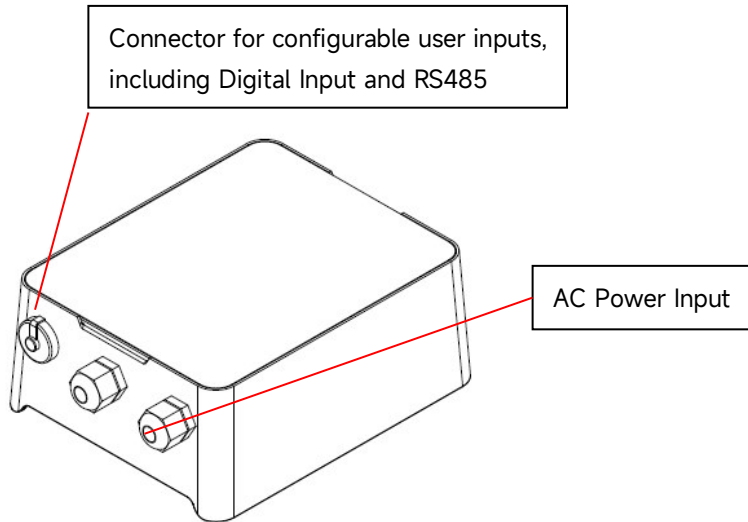 Connector for configurable user inputs,
including Digital Input and RS485
AC Power Input